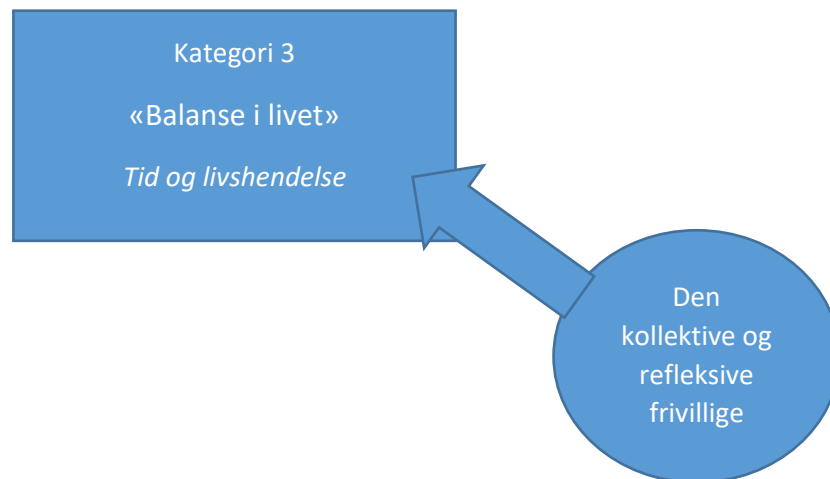 Kategori 3
«Balanse i livet»
Tid og livshendelse
Den
kollektive og
refleksive
frivillige